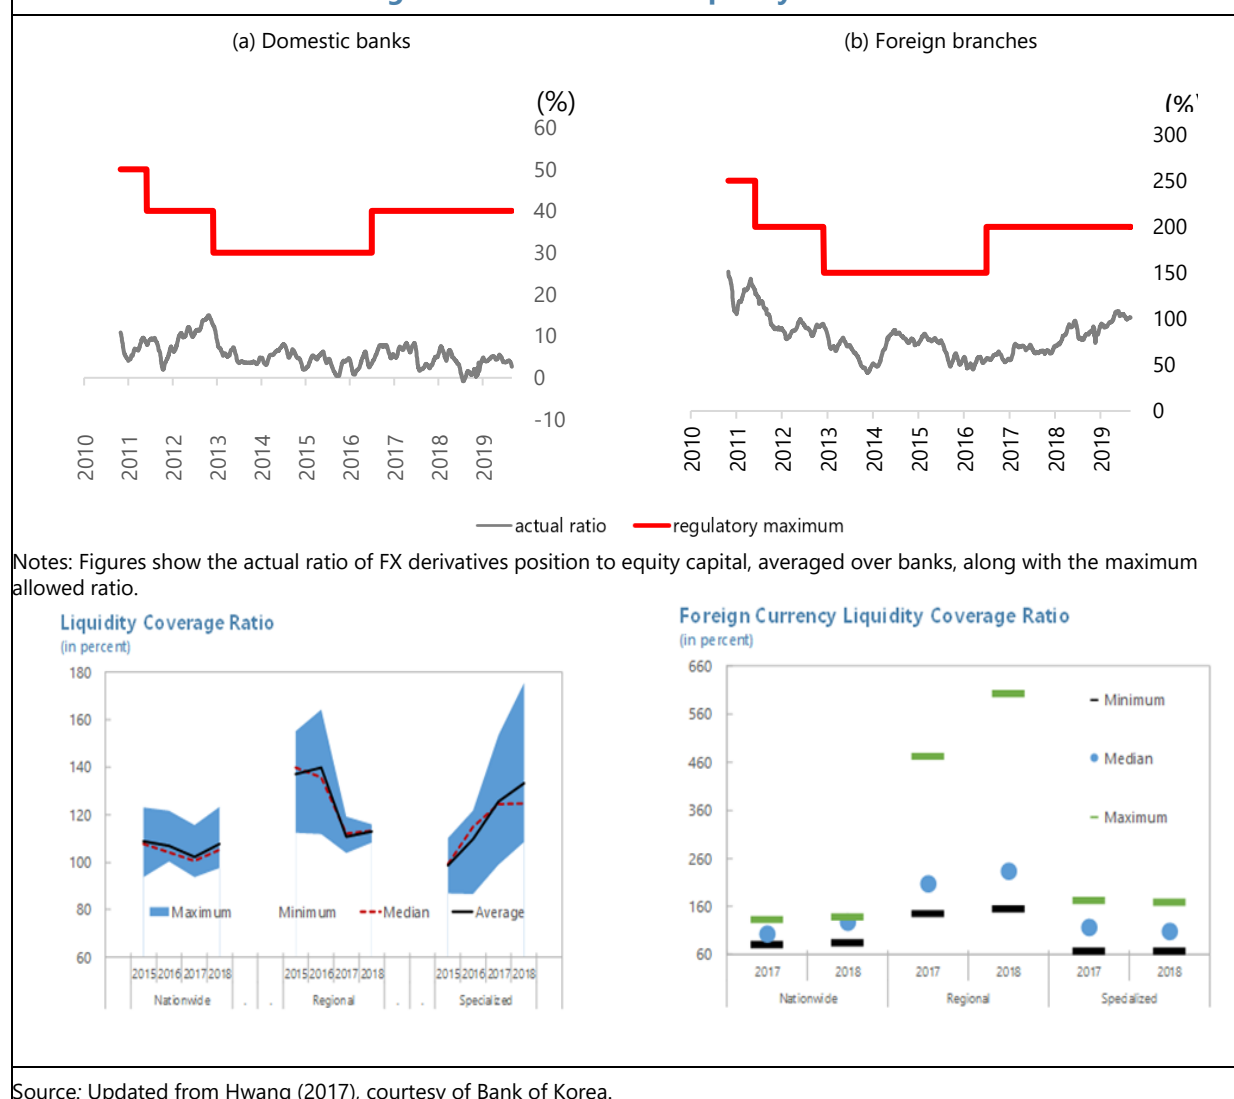 (a) Domestic banks
(b) Foreign branches
(%)
60
50
40
30
20
10
0
-10
2010
2011
2012
2013
2014
2015
2016
2017
2018
2019
(%)
300
250
200
150
100
50
0
2010
2011
2012
2013
2014
2015
2016
2017
2018
2019
actual ratio
regulatory maximum
Notes: Figures show the actual ratio of FX derivatives position to equity capital, averaged over banks, along with the maximum
allowed ratio.
Liquidity Coverage Ratio
(in percent)
180
160
140
120
100
80
60
Maximum
Minimum
Median
Average
2015 2016 2017 2018
2015 2016 2017 2018
2015 2016 2017 2018
Nationwide . . Regional . . Specialized
Foreign Currency Liquidity Coverage Ratio
(in percent)
660
560
460
360
260
160
60
Minimum
Median
Maximum
2017 2018 2017 2018 2017 2018
Nationwide Regional Specialized
Source: Updated from Hwang (2017), courtesy of Bank of Korea.